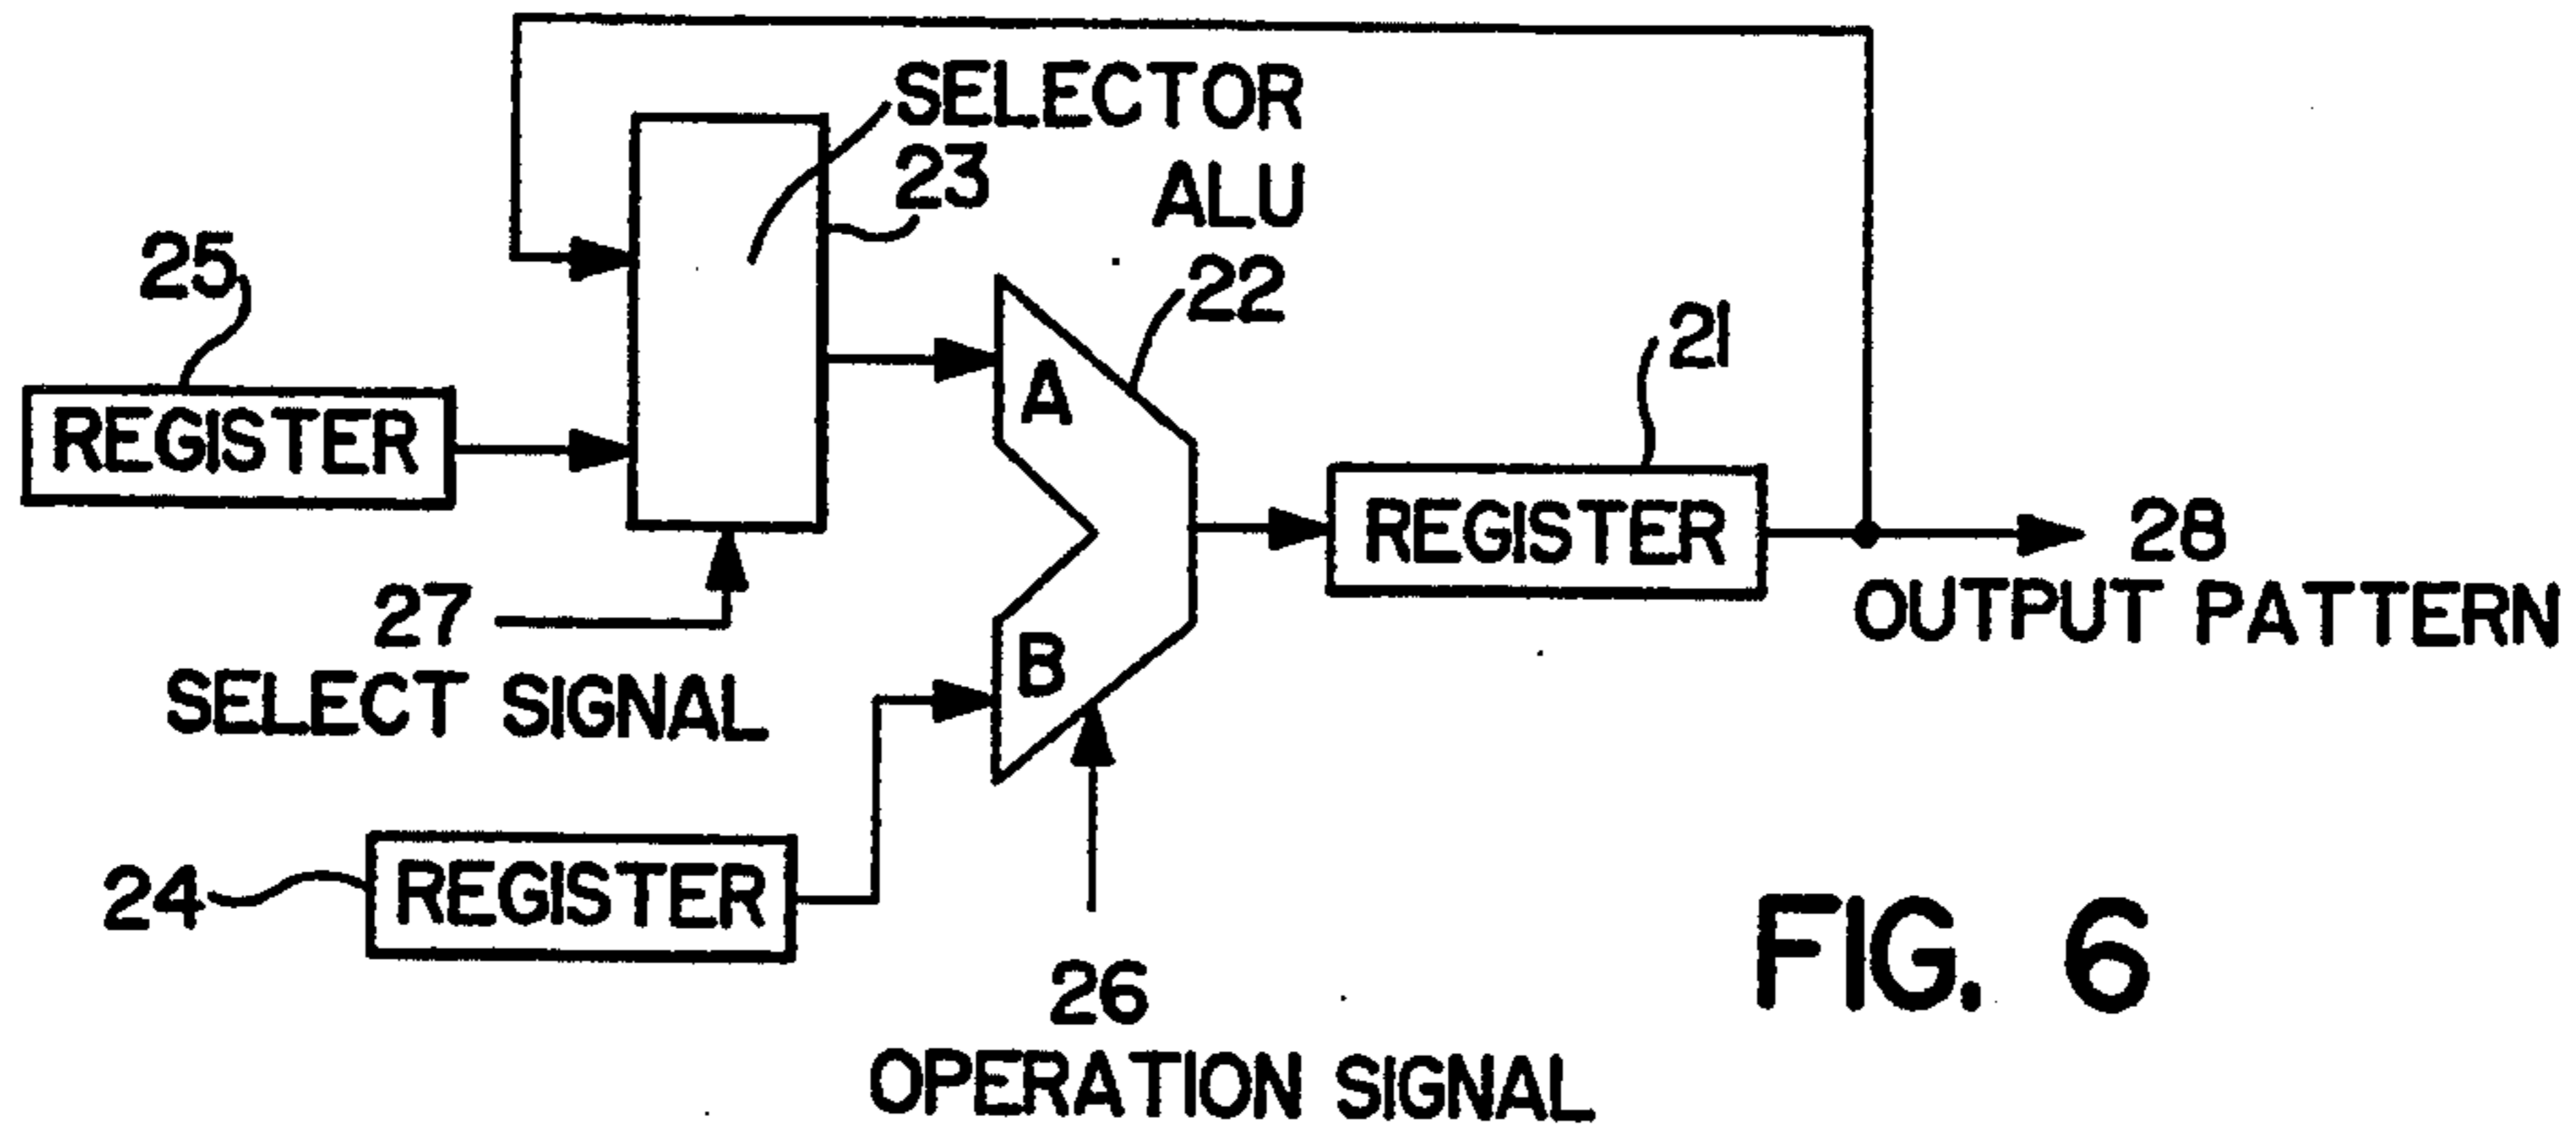 SELECTOR
23
ALU
22
25
REGISTER
A
21
REGISTER
28
OUTPUT PATTERN
27
SELECT SIGNAL
B
24
REGISTER
26
OPERATION SIGNAL
FIG. 6